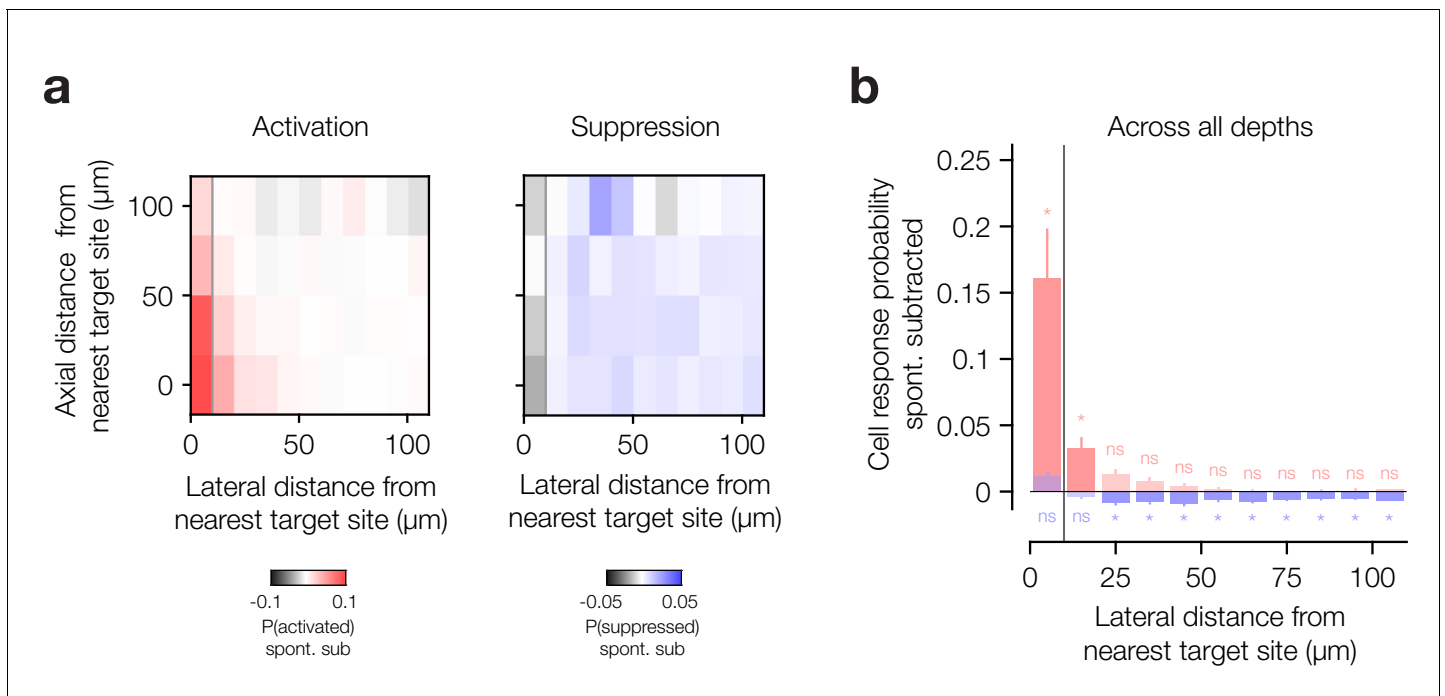 a
Activation
Suppression
Axial distance from
nearest target site (µm)
100
50
0
0
50
100
0
50
100
Lateral distance from
nearest target site (µm)
Lateral distance from
nearest target site (µm)
-0.1
0.1
P(activated)
spont. sub
-0.05
0.05
P(suppressed)
spont. sub
b
Across all depths
Cell response probability
spont. subtracted
0.25
0.2
0.15
0.1
0.05
0
*
*
ns
ns
ns
ns
ns
ns
ns
ns
ns
ns
ns
*
*
*
*
*
*
*
*
*
0
25
50
75
100
Lateral distance from
nearest target site (µm)